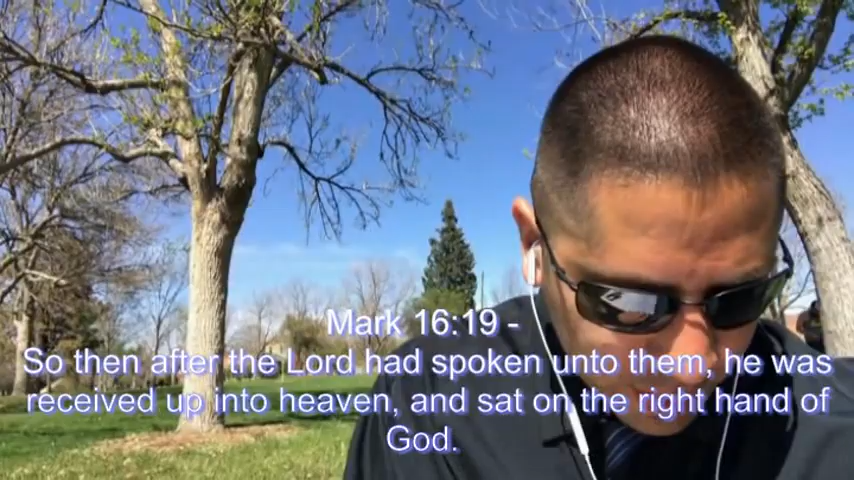 Mark 16:19 -
So then after the Lord had spoken unto them, he was
received up into heaven, and sat on the right hand of
God.